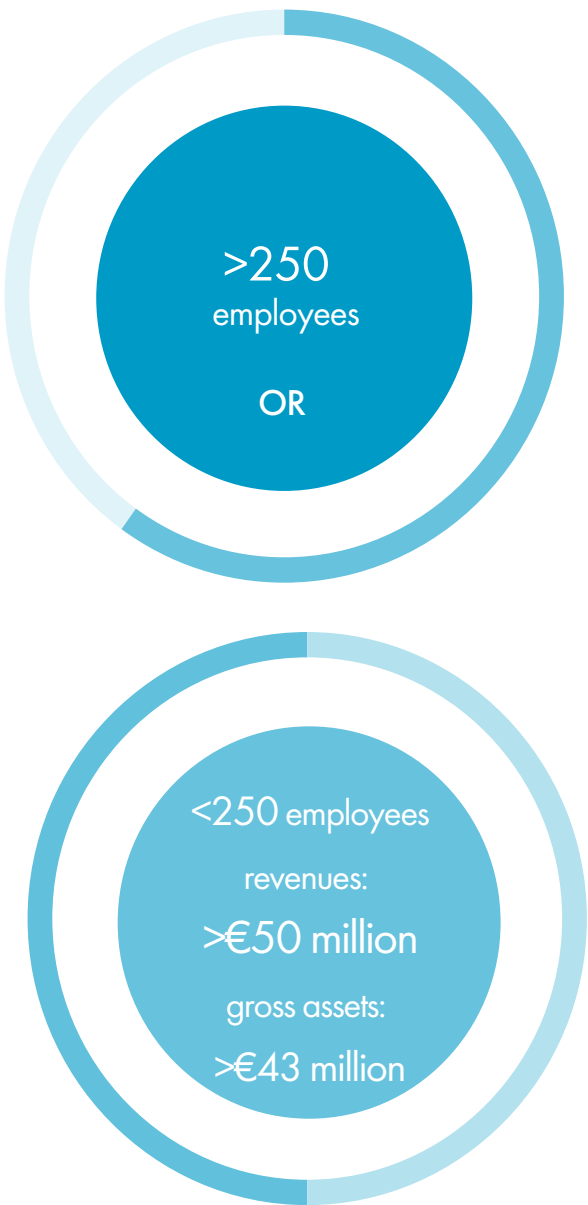 >250
employees
OR
<250 employees
revenues:
>€50 million
gross assets:
>€43 million